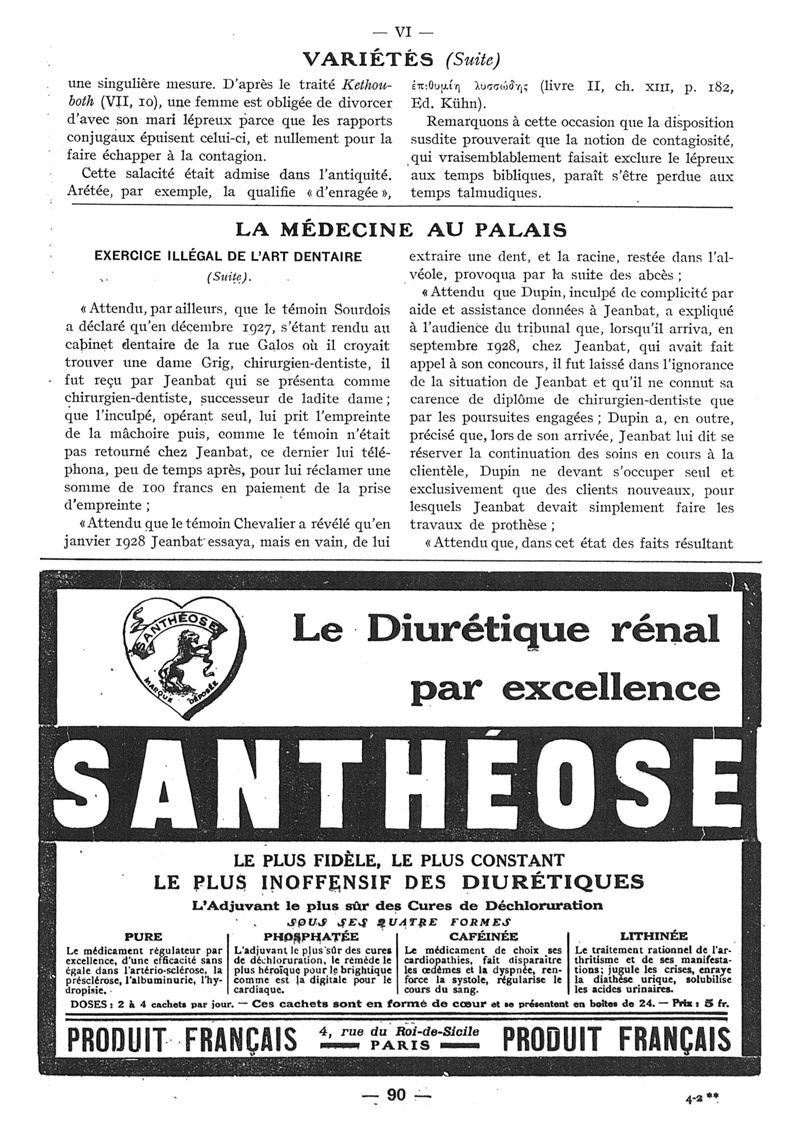 — VI —
VARIÉTÉS (Suite)
une singulière mesure. D'après le traité Kethou-
both (VII, 10), une femme est obligée de divorcer
d'avec son mari lépreux parce que les rapports
conjugaux épuisent celui-ci, et nullement pour la
faire échapper à la contagion.
Cette salacité était admise dans l'antiquité.
Arétée, par exemple, la qualifie « d'enragée »,
ἐπιθυμίη λυσσώδης (livre II, ch. XIII, p. 182,
Ed. Kühn).
Remarquons à cette occasion que la disposition
susdite prouverait que la notion de contagiosité,
qui vraisemblablement faisait exclure le lépreux
aux temps bibliques, paraît s'être perdue aux
temps talmudiques.
LA MÉDECINE AU PALAIS
EXERCICE ILLÉGAL DE L'ART DENTAIRE
(Suite).
« Attendu, par ailleurs, que le témoin Sourdois
a déclaré qu'en décembre 1927, s'étant rendu au
cabinet dentaire de la rue Galos où il croyait
trouver une dame Grig, chirurgien-dentiste, il
fut reçu par Jeanbat qui se présenta comme
chirurgien-dentiste, successeur de ladite dame ;
que l'inculpé, opérant seul, lui prit l'empreinte
de la mâchoire puis, comme le témoin n'était
pas retourné chez Jeanbat, ce dernier lui télé-
phona, peu de temps après, pour lui réclamer une
somme de 100 francs en paiement de la prise
d'empreinte ;
« Attendu que le témoin Chevalier a révélé qu'en
janvier 1928 Jeanbat essaya, mais en vain, de lui
extraire une dent, et la racine, restée dans l'al-
véole, provoqua par la suite des abcès ;
« Attendu que Dupin, inculpé de complicité par
aide et assistance données à Jeanbat, a expliqué
à l'audience du tribunal que, lorsqu'il arriva, en
septembre 1928, chez Jeanbat, qui avait fait
appel à son concours, il fut laissé dans l'ignorance
de la situation de Jeanbat et qu'il ne connut sa
carence de diplôme de chirurgien-dentiste que
par les poursuites engagées ; Dupin a, en outre,
précisé que, lors de son arrivée, Jeanbat lui dit se
réserver la continuation des soins en cours à la
clientèle, Dupin ne devant s'occuper seul et
exclusivement que des clients nouveaux, pour
lesquels Jeanbat devait simplement faire les
travaux de prothèse ;
« Attendu que, dans cet état des faits résultant
SANTHÉOSE
MARQUE DÉPOSÉE
Le Diurétique rénal
par excellence
SANTHÉOSE
LE PLUS FIDÈLE, LE PLUS CONSTANT
LE PLUS INOFFENSIF DES DIURÉTIQUES
L'Adjuvant le plus sûr des Cures de Déchloruration
SOUS SES QUATRE FORMES
PURE
Le médicament régulateur par
excellence, d'une efficacité sans
égale dans l'artério-sclérose, la
présclérose, l'albuminurie, l'hy-
dropisie.
PHOSPHATÉE
L'adjuvant le plus sûr des cures
de déchloruration, le remède le
plus héroïque pour le brightique
comme est la digitale pour le
cardiaque.
CAFÉINÉE
Le médicament de choix ses
cardiopathies, fait disparaître
les œdèmes et la dyspnée, ren-
force la systole, régularise le
cours du sang.
LITHINÉE
Le traitement rationnel de l'ar-
thritisme et de ses manifesta-
tions ; jugule les crises, enraye
la diathèse urique, solubilise
les acides urinaires.
DOSES : 2 à 4 cachets par jour. — Ces cachets sont en forme de cœur et se présentent en boîtes de 24. — Prix : 5 fr.
PRODUIT FRANÇAIS
4, rue du Roi-de-Sicile
PARIS
PRODUIT FRANÇAIS
— 90 —
4-2 **